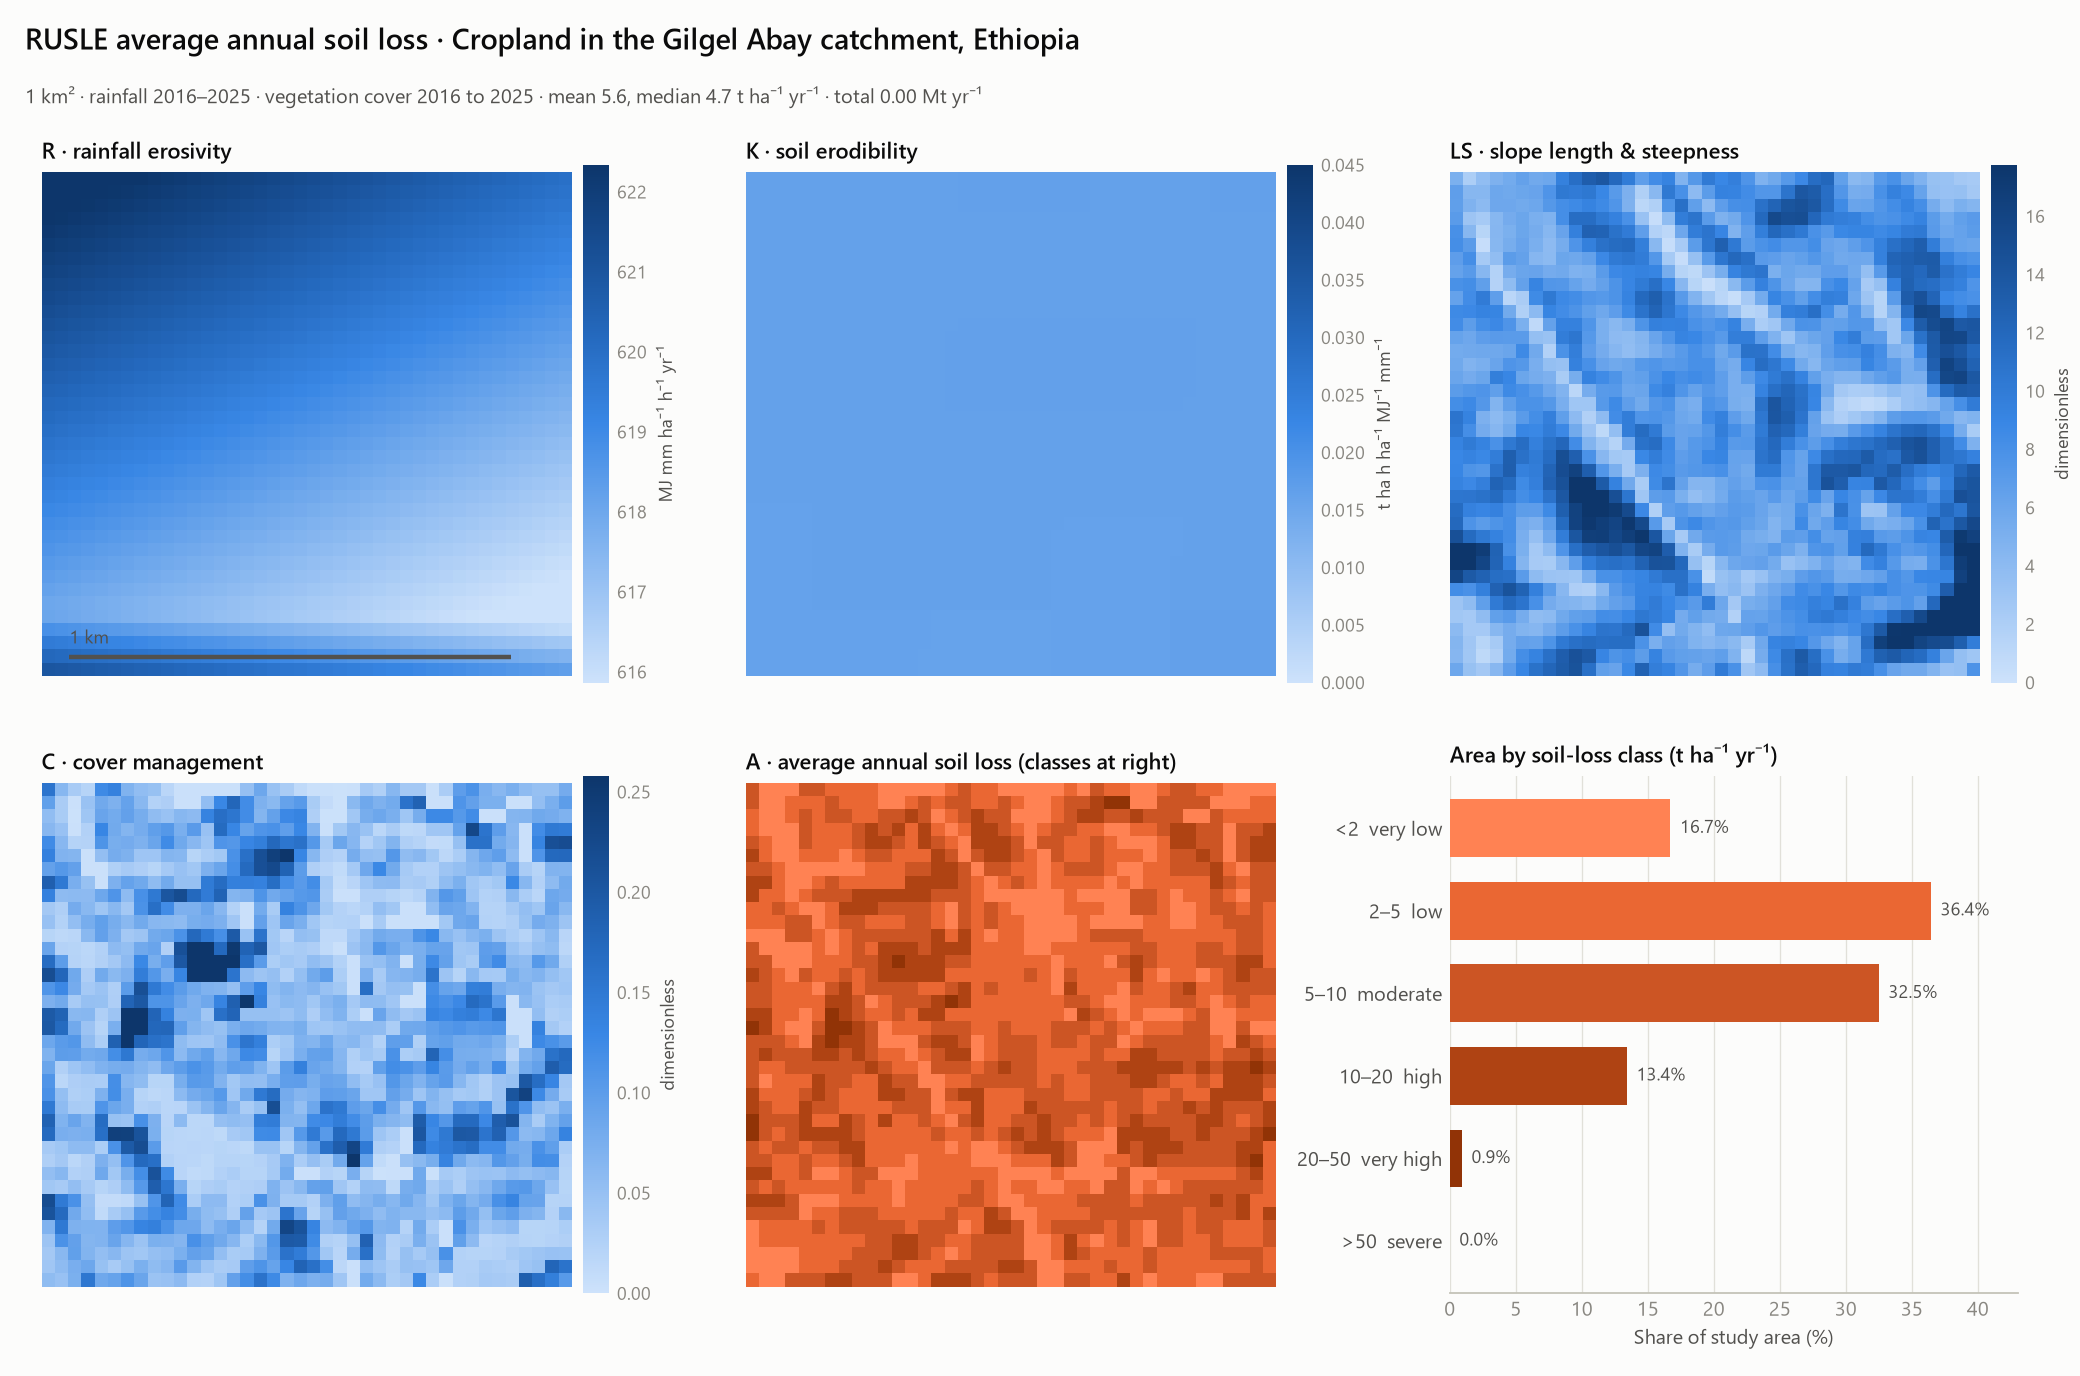 RUSLE average annual soil loss · Cropland in the Gilgel Abay catchment, Ethiopia
1 km² · rainfall 2016–2025 · vegetation cover 2016 to 2025 · mean 5.6, median 4.7 t ha⁻¹ yr⁻¹ · total 0.00 Mt yr⁻¹
R · rainfall erosivity
622
621
620
619
618
617
616
MJ mm ha⁻¹ h⁻¹ yr⁻¹
1 km
K · soil erodibility
0.045
0.040
0.035
0.030
0.025
0.020
0.015
0.010
0.005
0.000
t ha h ha⁻¹ MJ⁻¹ mm⁻¹
LS · slope length & steepness
16
14
12
10
8
6
4
2
0
dimensionless
C · cover management
0.25
0.20
0.15
0.10
0.05
0.00
dimensionless
A · average annual soil loss (classes at right)
Area by soil-loss class (t ha⁻¹ yr⁻¹)
<2 very low 16.7%
2–5 low 36.4%
5–10 moderate 32.5%
10–20 high 13.4%
20–50 very high 0.9%
>50 severe 0.0%
0 5 10 15 20 25 30 35 40
Share of study area (%)